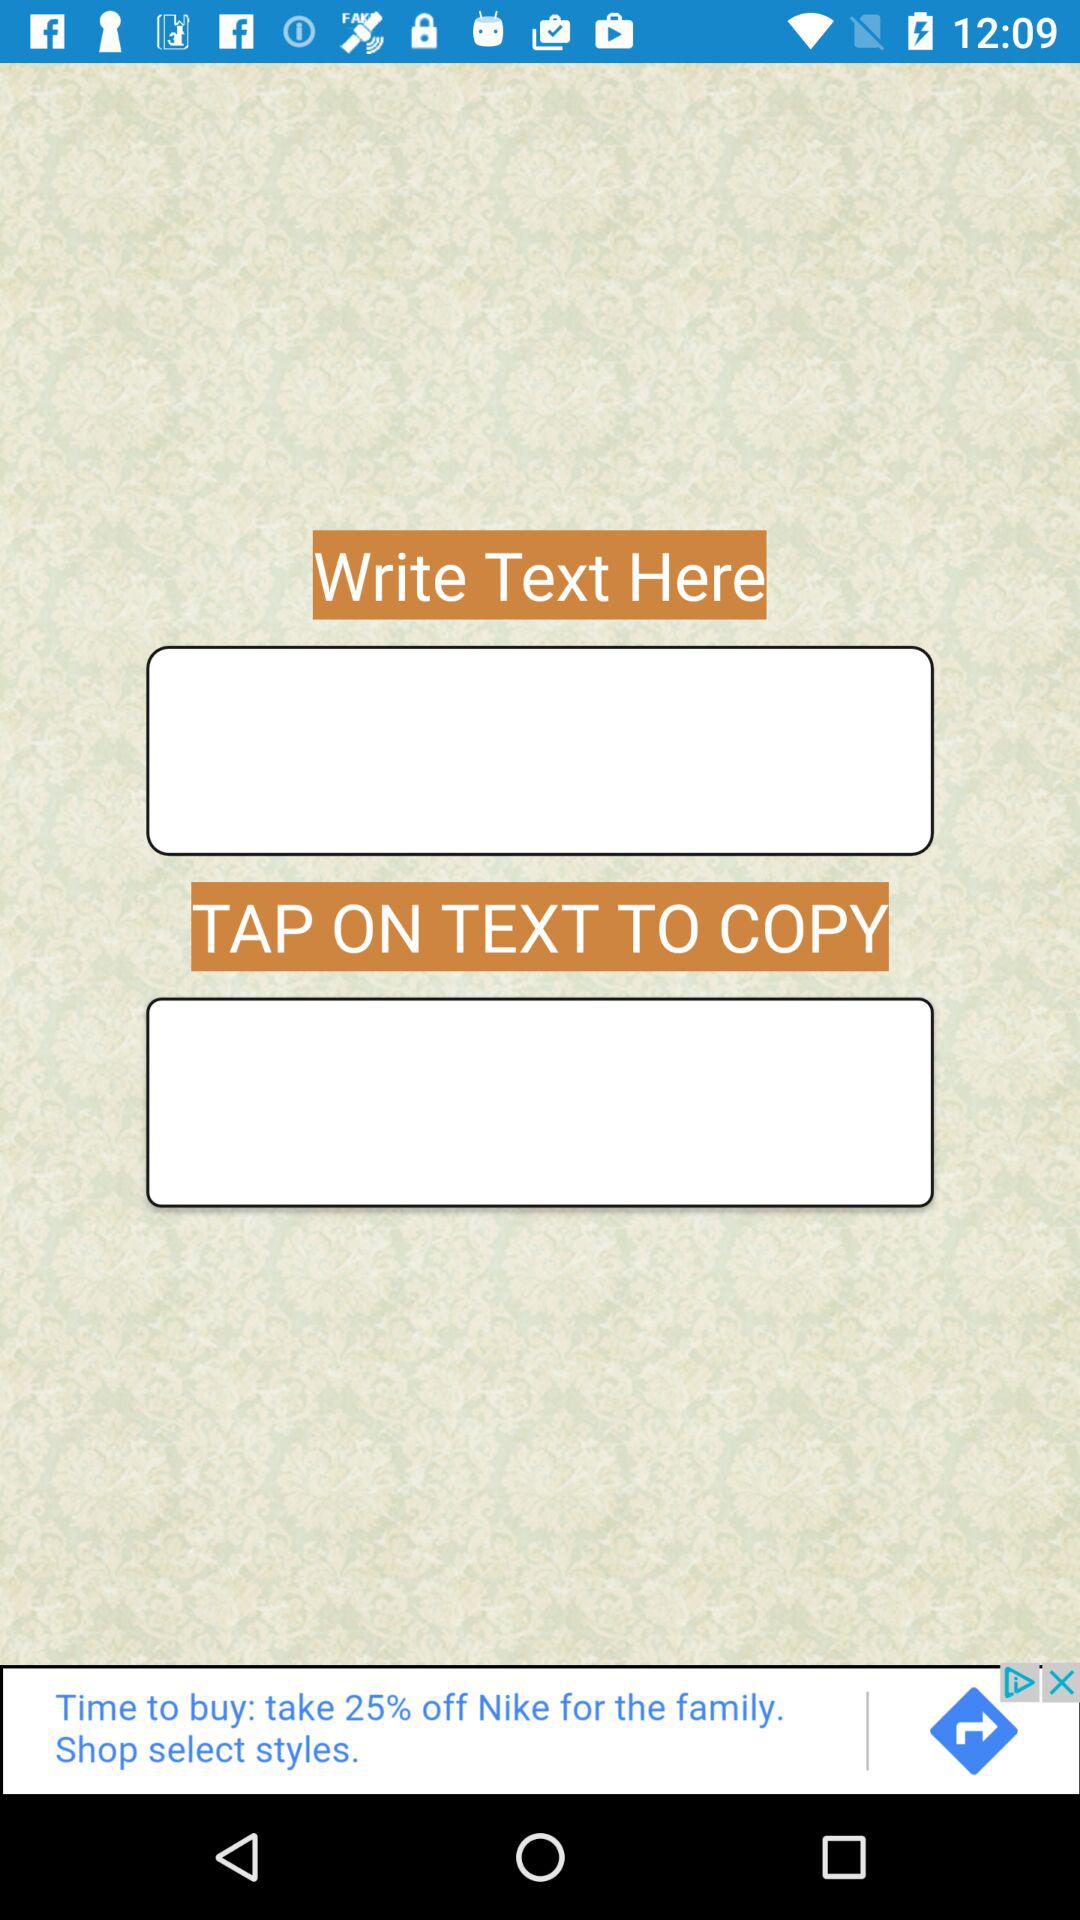 FAKE
12:09
Write Text Here
TAP ON TEXT TO COPY
Time to buy: take 25% off Nike for the family.
Shop select styles.